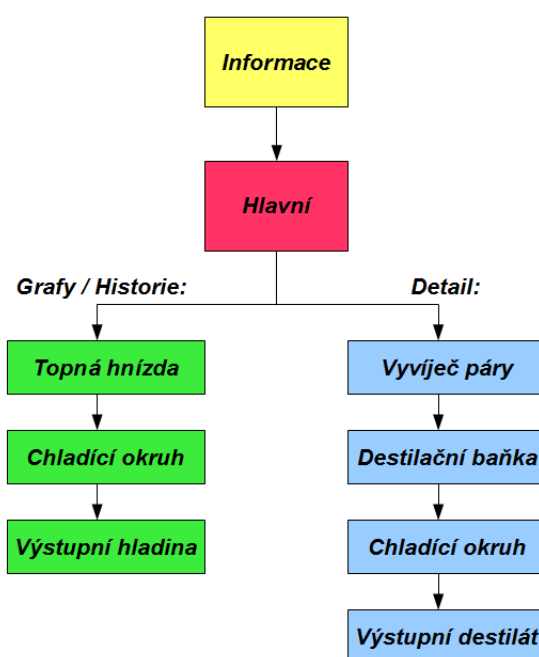 Informace
Hlavní
Grafy / Historie:
Detail:
Topná hnízda
Vyvíječ páry
Chladící okruh
Destilační baňka
Výstupní hladina
Chladící okruh
Výstupní destilát